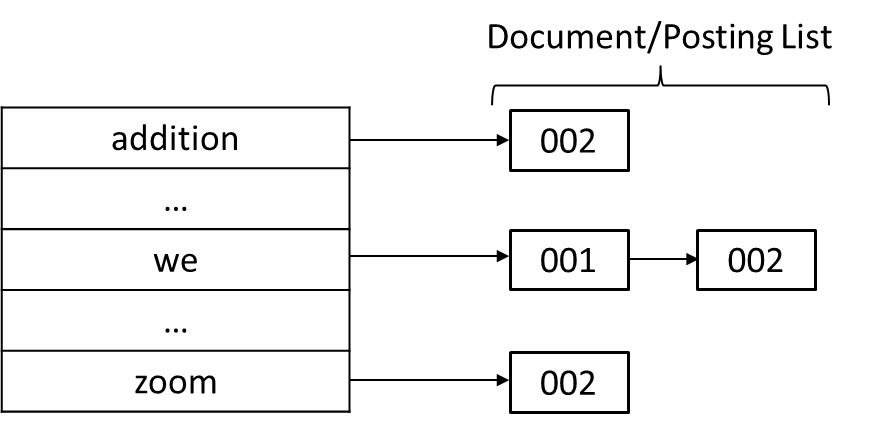 Document/Posting List
addition 002
...
we 001 002
...
zoom 002